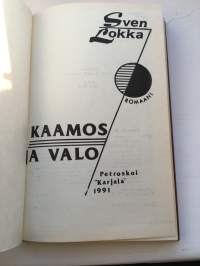 Sven
Lokka
ROMAANI
KAAMOS
JA VALO
Petroskoi
"Karjala"
1991